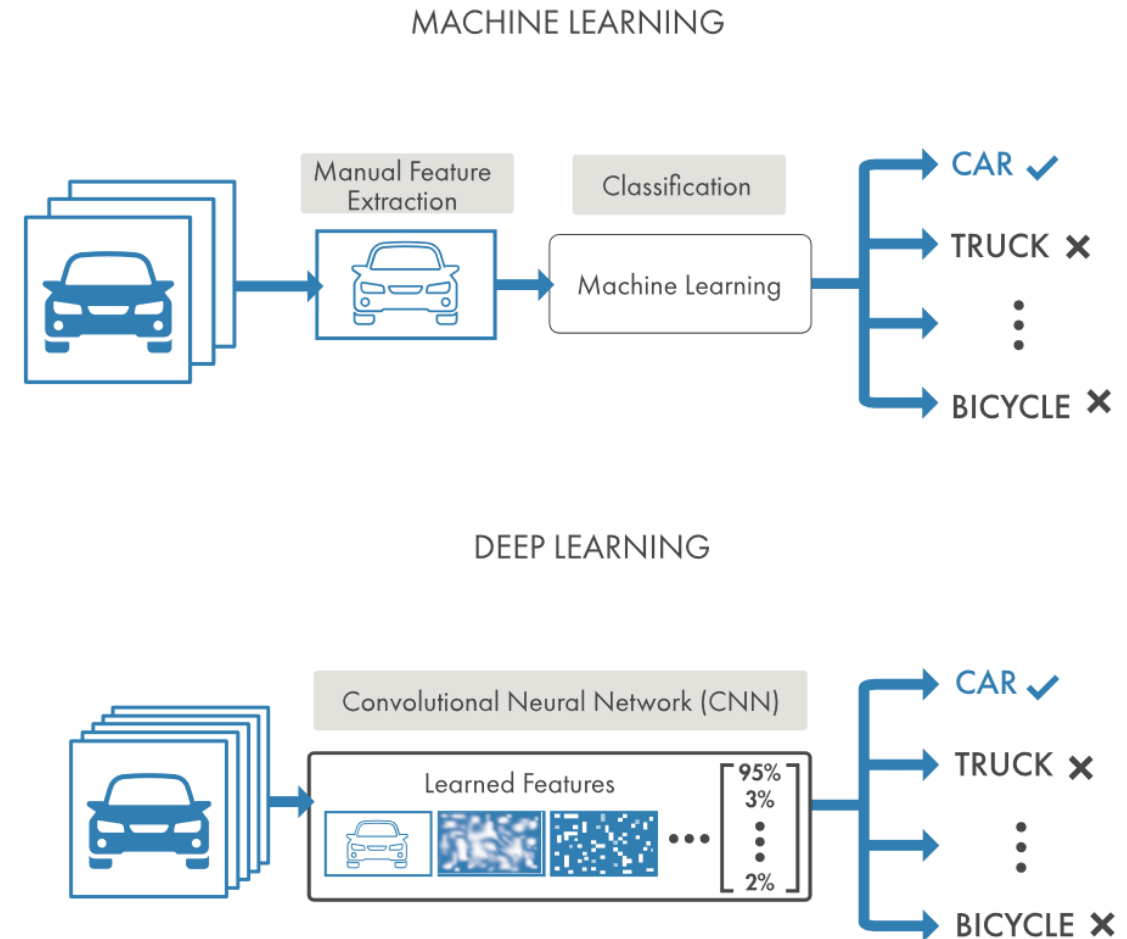 MACHINE LEARNING
Manual Feature
Extraction
Classification
Machine Learning
CAR
TRUCK
BICYCLE
DEEP LEARNING
Convolutional Neural Network (CNN)
Learned Features
95%
3%
2%
CAR
TRUCK
BICYCLE